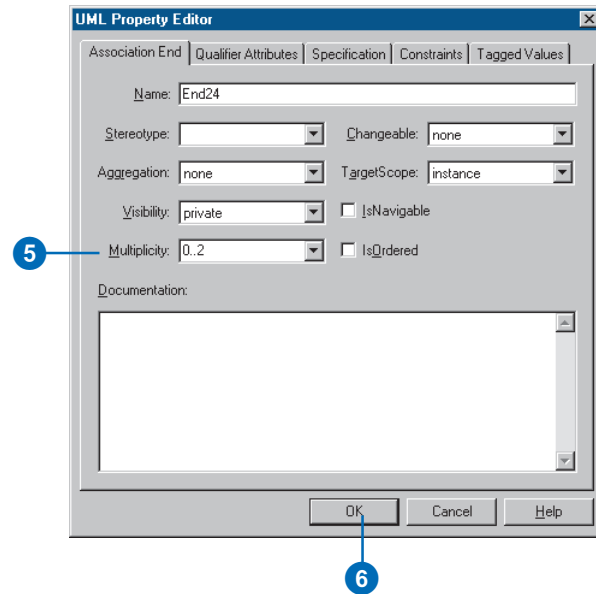 UML Property Editor
Association End Qualifier Attributes Specification Constraints Tagged Values
Name: End24
Stereotype: Changeable: none
Aggregation: none TargetScope: instance
Visibility: private IsNavigable
5 Multiplicity: 0..2 IsOrdered
Documentation:
OK Cancel Help
6